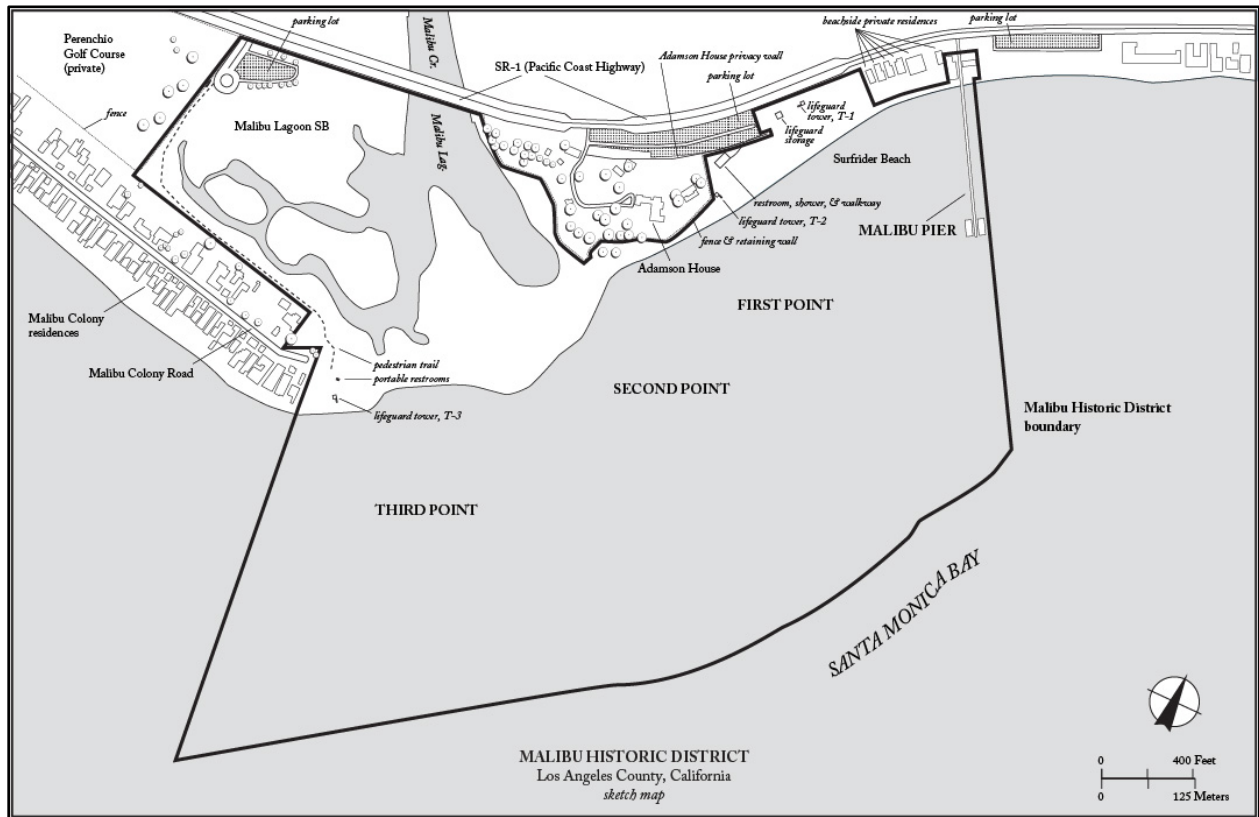 parking lot
Perenchio
Golf Course
(private)
Malibu Cr.
beachside private residences
parking lot
Adamson House privacy wall
SR-1 (Pacific Coast Highway)
parking lot
fence
Malibu Lagoon SB
Malibu Lag.
lifeguard
tower, T-1
lifeguard
storage
Surfrider Beach
restroom, shower, & walkway
lifeguard tower, T-2
MALIBU PIER
fence & retaining wall
Adamson House
FIRST POINT
Malibu Colony
residences
Malibu Colony Road
pedestrian trail
portable restrooms
SECOND POINT
lifeguard tower, T-3
Malibu Historic District
boundary
THIRD POINT
SANTA MONICA BAY
MALIBU HISTORIC DISTRICT
Los Angeles County, California
sketch map
0 400 Feet
0 125 Meters